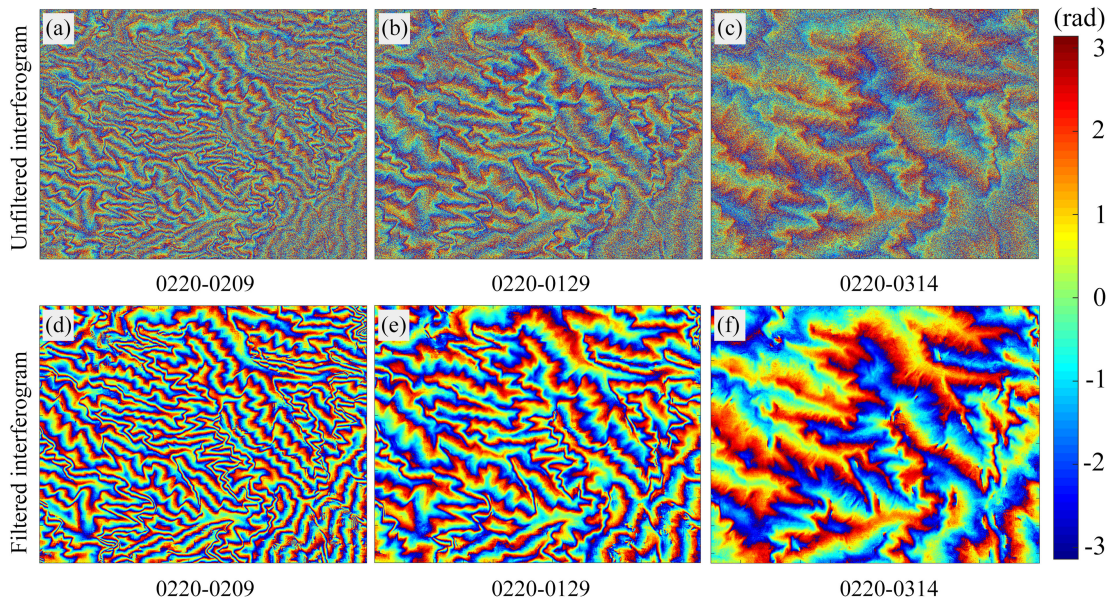 (a)
(b)
(c)
(rad)
Unfiltered interferogram
0220-0209
0220-0129
0220-0314
(d)
(e)
(f)
Filtered interferogram
0220-0209
0220-0129
0220-0314
3
2
1
0
-1
-2
-3